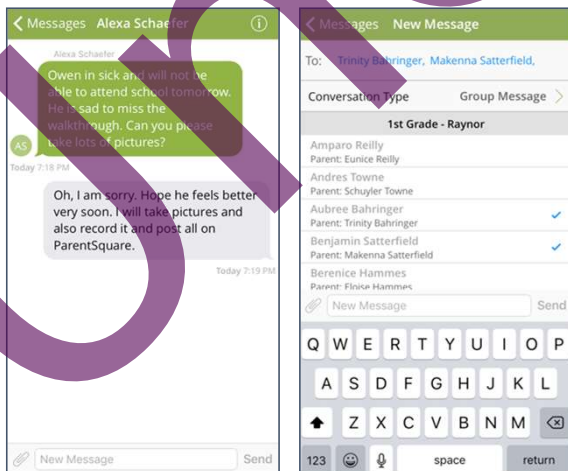 Messages Alexa Schaefer
Alexa Schaefer
Owen in sick and will not be
able to attend school tomorrow.
He is sad to miss the
walkthrough. Can you please
take lots of pictures?
AS
Today 7:18 PM
Oh, I am sorry. Hope he feels better
very soon. I will take pictures and
also record it and post all on
ParentSquare.
Today 7:19 PM
New Message Send
Messages New Message
To: Trinity Bahringer, Makenna Satterfield,
Conversation Type Group Message
1st Grade - Raynor
Amparo Reilly
Parent: Eunice Reilly
Andres Towne
Parent: Schuyler Towne
Aubree Bahringer
Parent: Trinity Bahringer
Benjamin Satterfield
Parent: Makenna Satterfield
Berenice Hammes
Parent: Eloise Hammes
New Message Send
Q W E R T Y U I O P
A S D F G H J K L
Z X C V B N M
123 space return